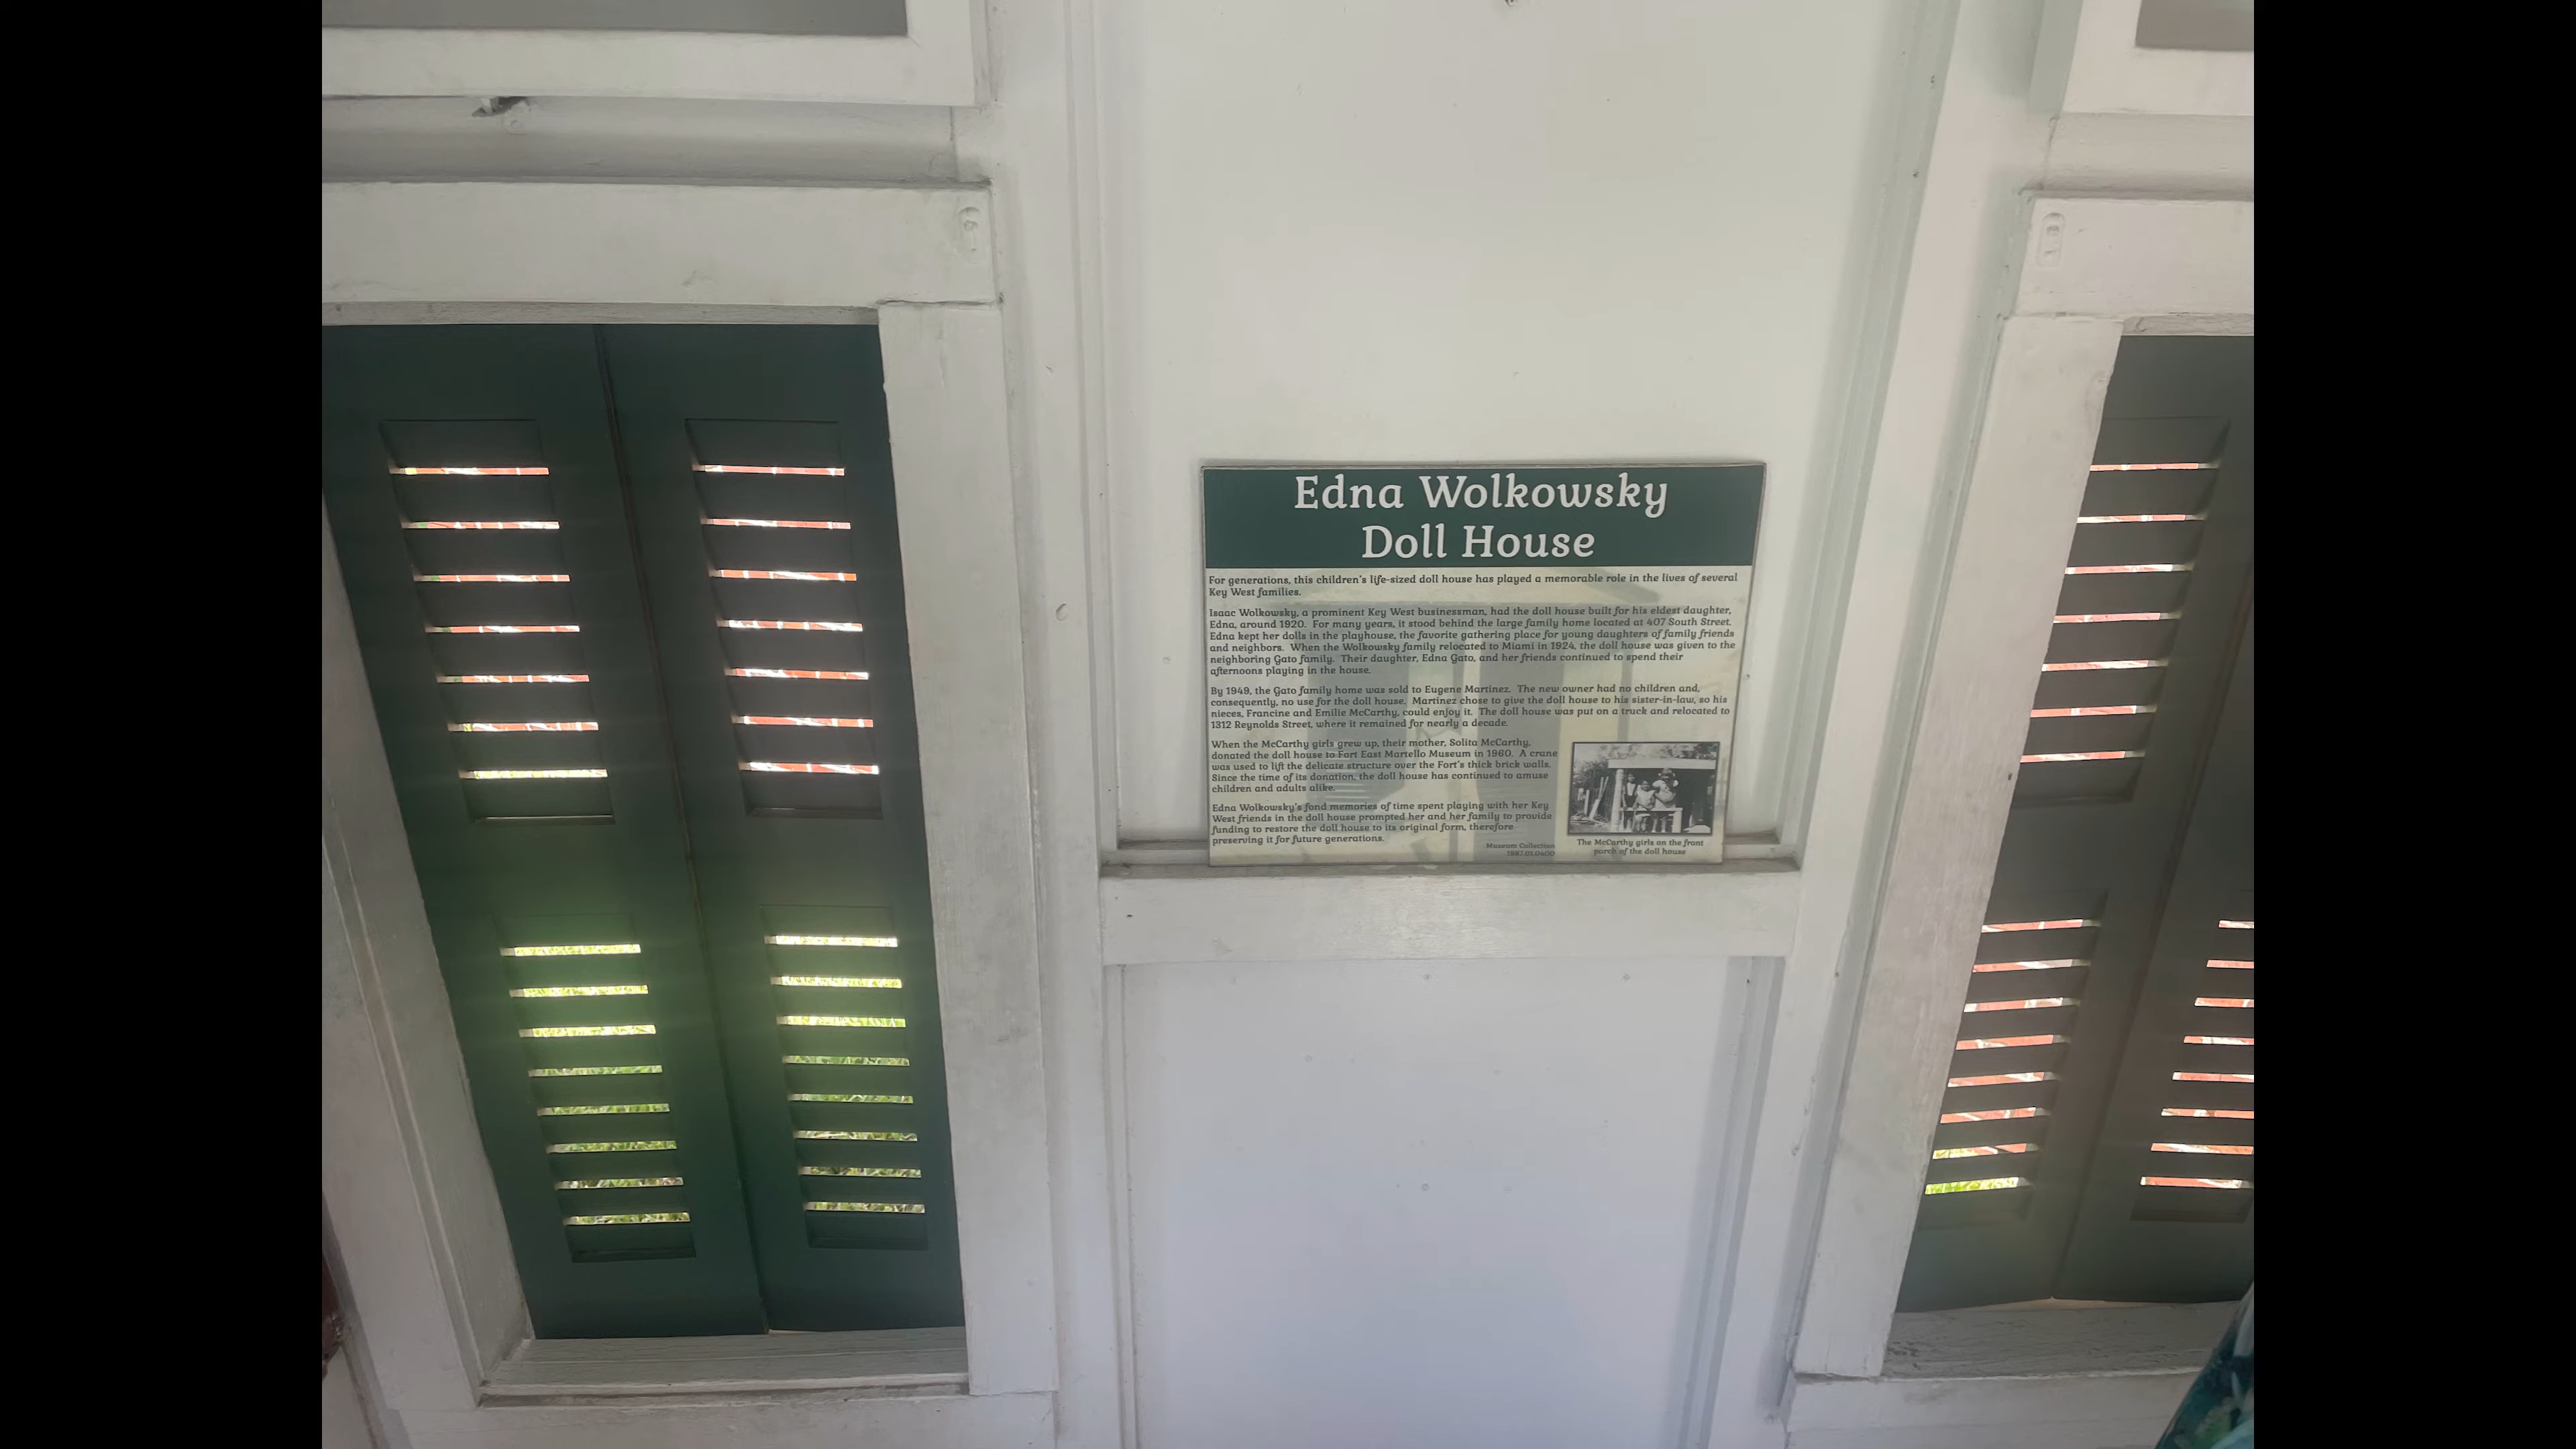 Edna Wolkowsky
Doll House
For generations, this children's life-sized doll house has played a memorable role in the lives of several
Key West families.
Isaac Wolkowsky, a prominent Key West businessman, had the doll house built for his eldest daughter,
Edna, around 1920. For many years, it stood behind the large family home located at 407 South Street.
Edna kept her dolls in the playhouse, the favorite gathering place for young daughters of family friends
and neighbors. When the Wolkowsky family relocated to Miami in 1924, the doll house was given to the
neighboring Gato family. Their daughter, Edna Gato, and her friends continued to spend their
afternoons playing in the house.
By 1949, the Gato family home was sold to Eugene Martinez. The new owner had no children and,
consequently, no use for the doll house. Martinez chose to give the doll house to his sister-in-law, so his
nieces, Francine and Emilie McCarthy, could enjoy it. The doll house was put on a truck and relocated to
1312 Reynolds Street, where it remained for nearly a decade.
When the McCarthy girls grew up, their mother, Solita McCarthy,
donated the doll house to Fort East Martello Museum in 1960. A crane
was used to lift the delicate structure over the Fort's thick brick walls.
Since the time of its donation, the doll house has continued to amuse
children and adults alike.
Edna Wolkowsky's fond memories of time spent playing with her Key
West friends in the doll house prompted her and her family to provide
funding to restore the doll house to its original form, therefore
preserving it for future generations.
Museum Collection
1987.01.0400
The McCarthy girls on the front
porch of the doll house